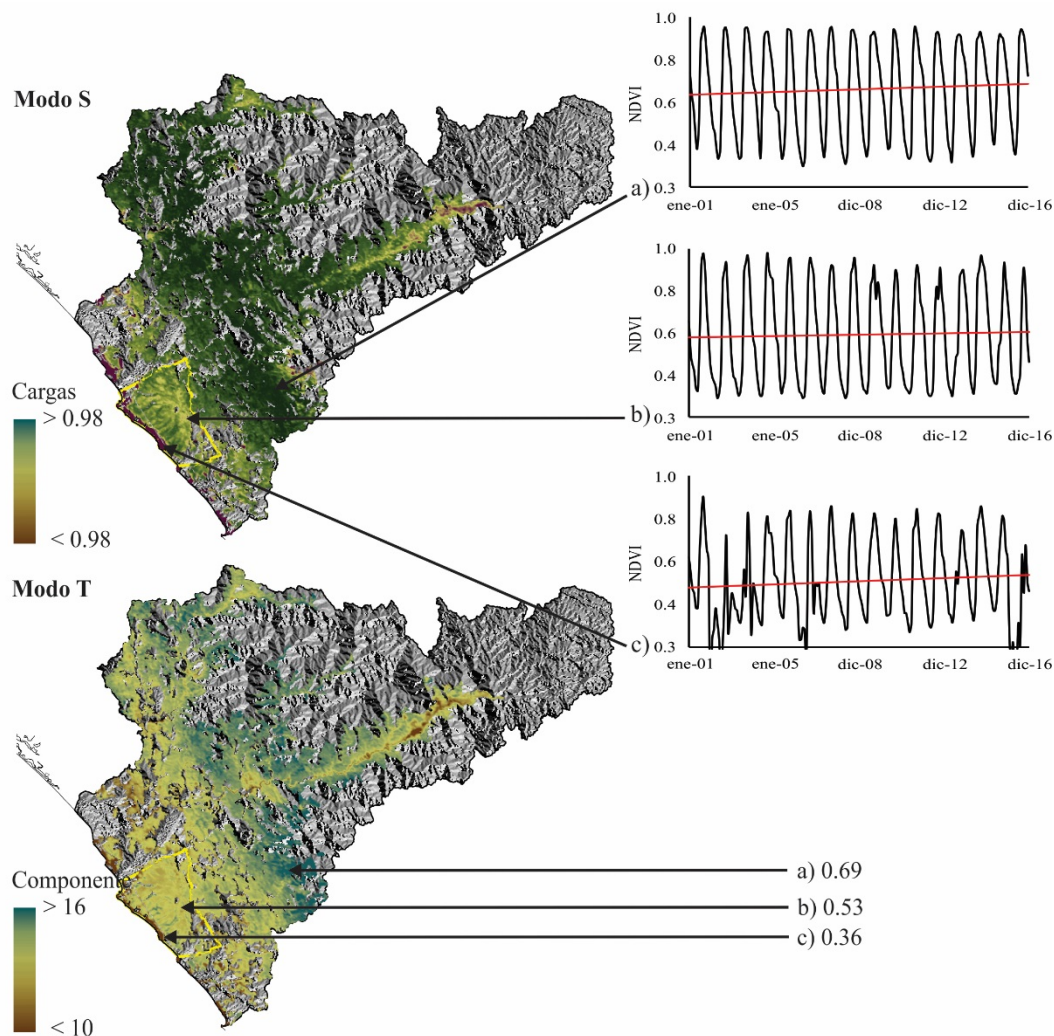 Modo S
Cargas
> 0.98
< 0.98
a)
NDVI
1.0
0.8
0.6
0.4
0.3
ene-01 ene-05 dic-08 dic-12 dic-16
b)
NDVI
1.0
0.8
0.6
0.4
0.3
ene-01 ene-05 dic-08 dic-12 dic-16
c)
NDVI
1.0
0.8
0.6
0.4
0.3
ene-01 ene-05 dic-08 dic-12 dic-16
Modo T
Componente
> 16
< 10
a) 0.69
b) 0.53
c) 0.36